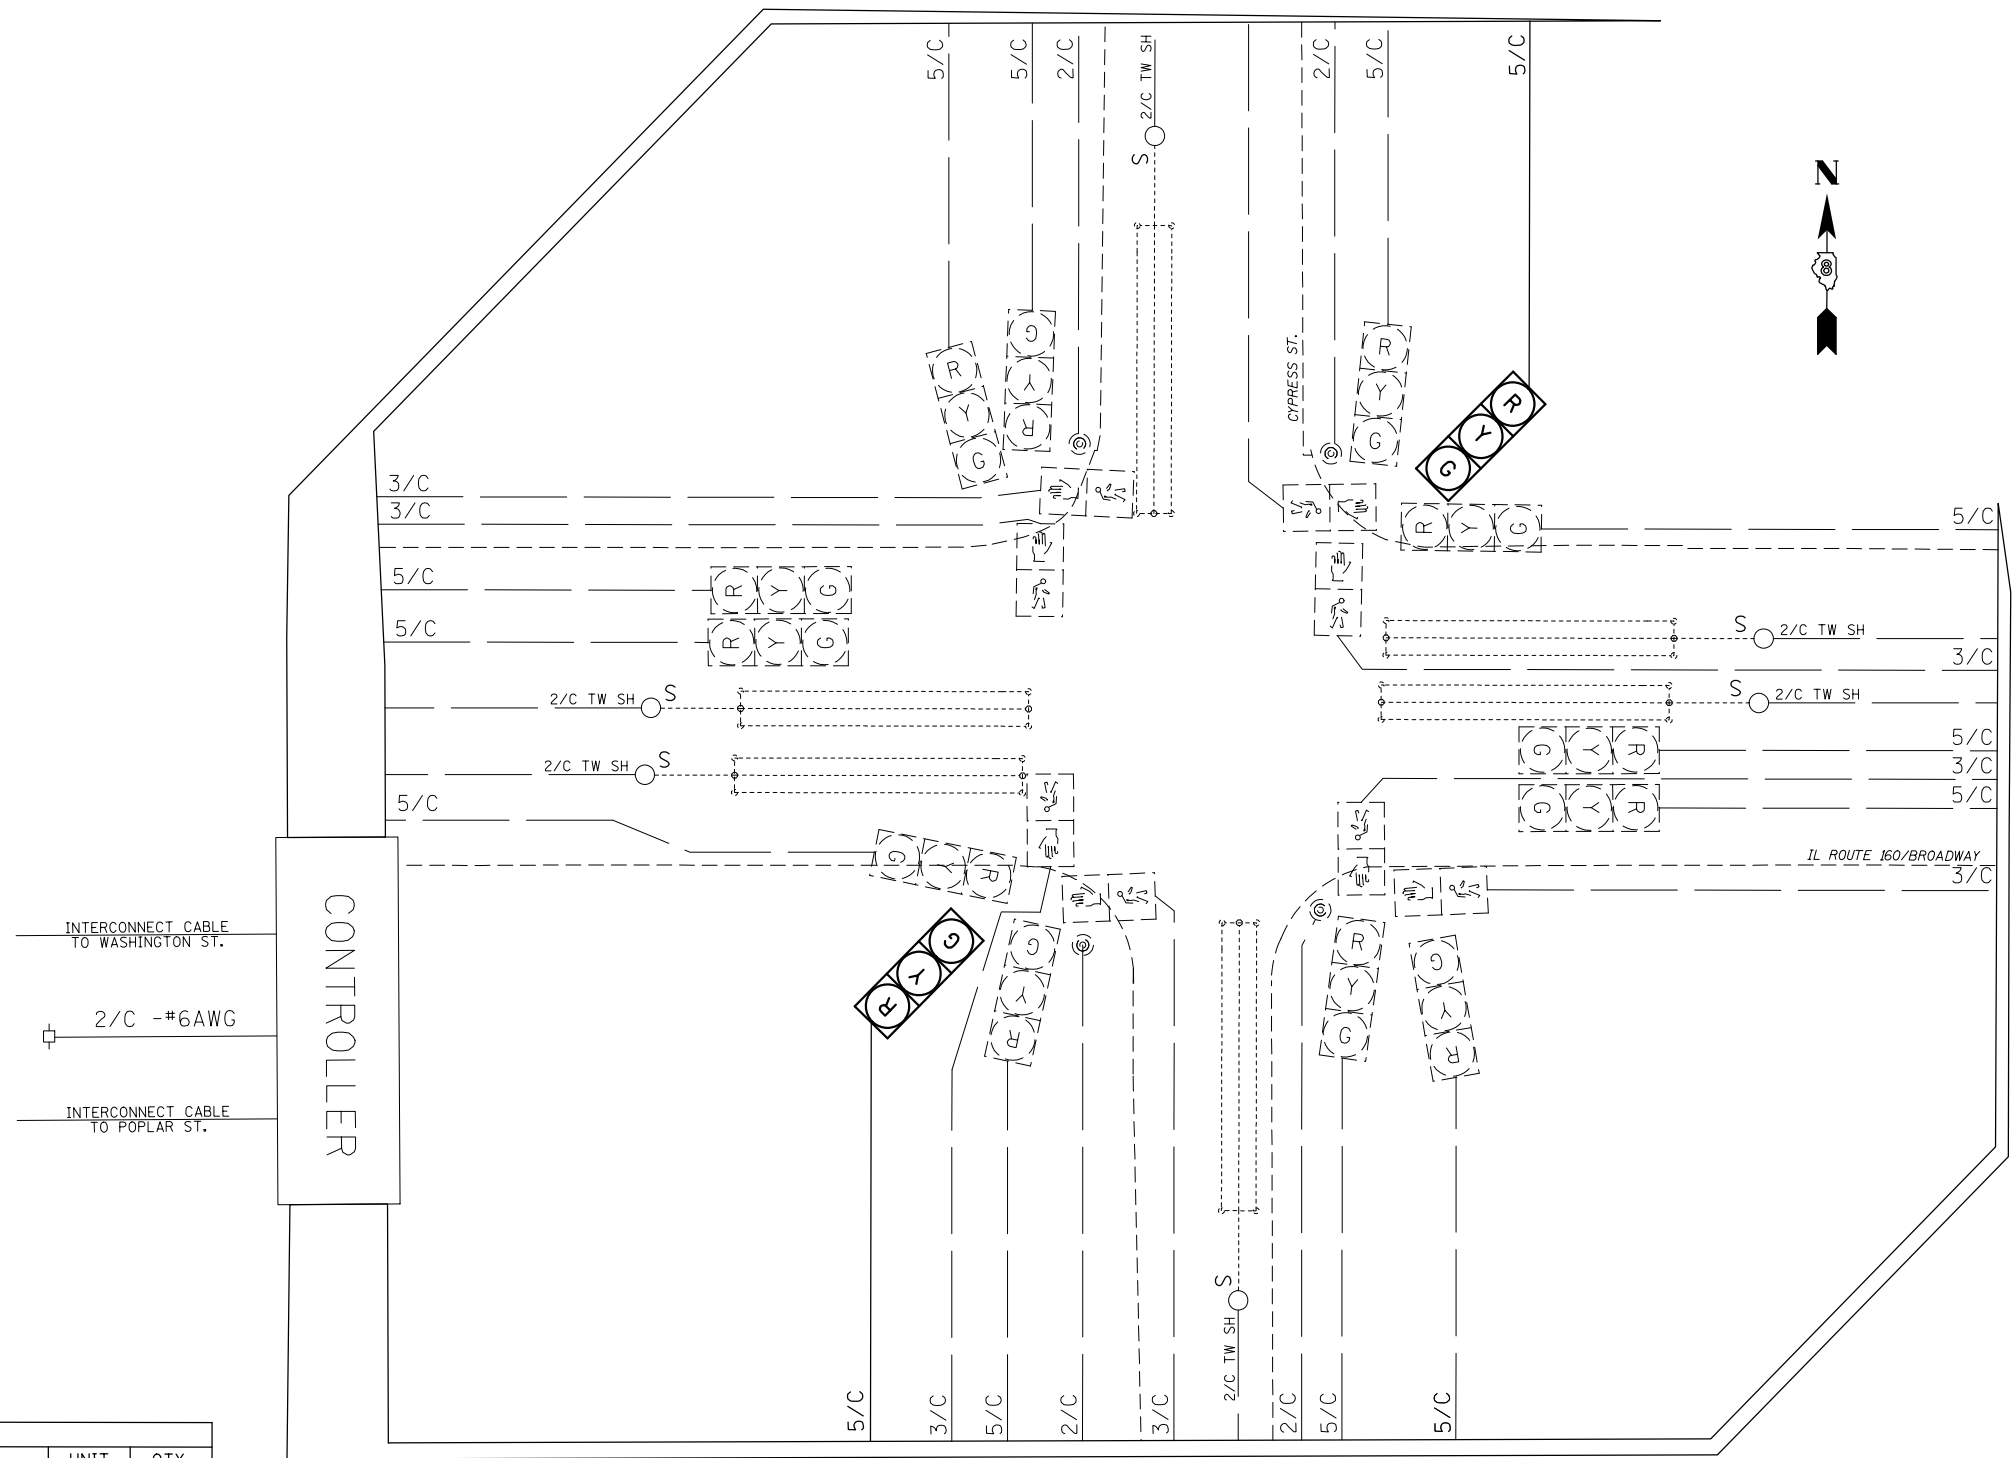 5/C
5/C
2/C
2/C TW SH
S
2/C
5/C
5/C
N
8
CYPRESS ST.
R
Y
G
G
Y
R
R
Y
G
R
Y
G
3/C
3/C
R Y G
5/C
5/C
R Y G
5/C
R Y G
S 2/C TW SH
3/C
2/C TW SH S
S 2/C TW SH
G Y R
5/C
3/C
2/C TW SH S
G Y R
5/C
5/C
G Y R
IL ROUTE 160/BROADWAY
3/C
G
Y
R
G
Y
R
R
Y
G
G
Y
R
CONTROLLER
INTERCONNECT CABLE
TO WASHINGTON ST.
2/C -#6AWG
INTERCONNECT CABLE
TO POPLAR ST.
S
2/C TW SH
5/C
3/C
5/C
2/C
3/C
2/C
5/C
5/C
UNIT QTY